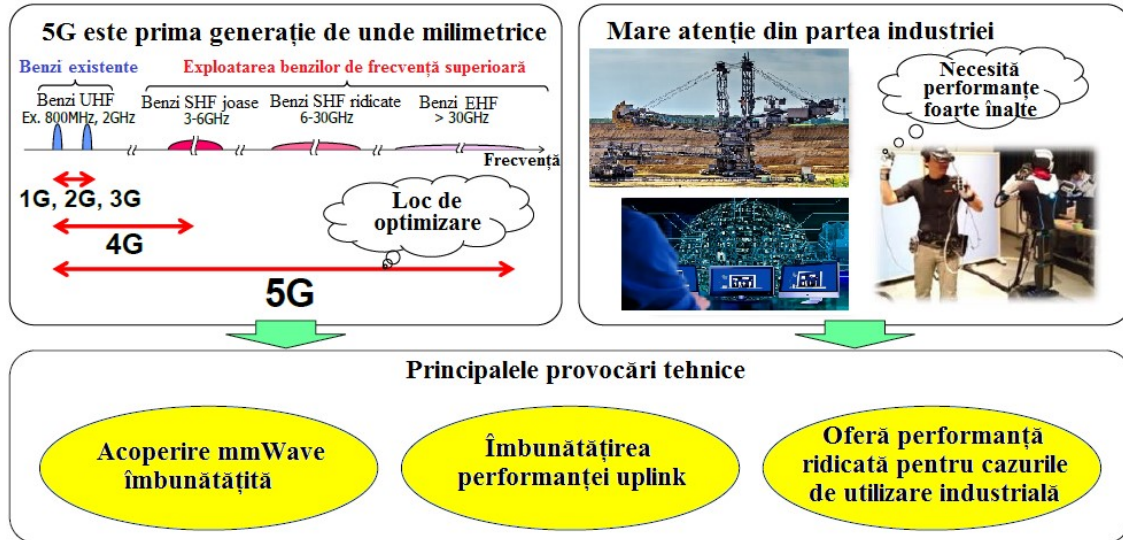 5G este prima generație de unde milimetrice
Benzi existente
Exploatarea benzilor de frecvență superioară
Benzi UHF
Ex. 800MHz, 2GHz
Benzi SHF joase
3-6GHz
Benzi SHF ridicate
6-30GHz
Benzi EHF
> 30GHz
Frecvență
1G, 2G, 3G
4G
5G
Loc de
optimizare
Mare atenție din partea industriei
Necesită
performanțe
foarte înalte
Principalele provocări tehnice
Acoperire mmWave
îmbunătățită
Îmbunătățirea
performanței uplink
Oferă performanță
ridicată pentru cazurile
de utilizare industrială